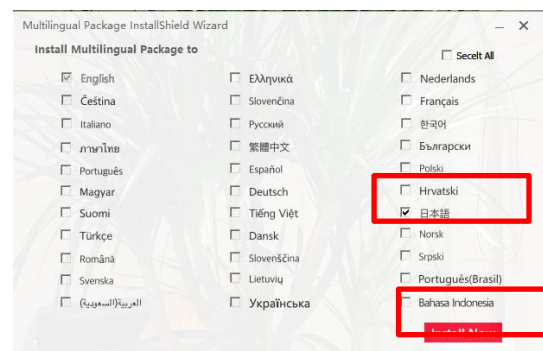 Multilingual Package InstallShield Wizard
Install Multilingual Package to
Secelt All
English Ελληνικά Nederlands
Čeština Slovenčina Français
Italiano Русский 한국어
ภาษาไทย 繁體中文 Български
Português Español Polski
Magyar Deutsch Hrvatski
Suomi Tiếng Việt 日本語
Türkçe Dansk Norsk
Română Slovenščina Srpski
Svenska Lietuvių Português(Brasil)
العربية(السعودية) Українська Bahasa Indonesia
Install Now